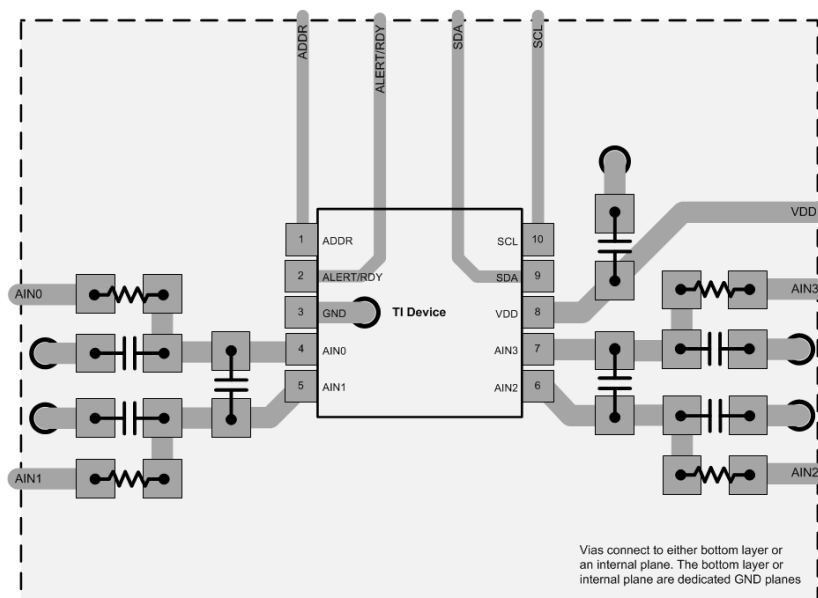 ADDR
ALERT/RDY
SDA
SCL
VDD
1 ADDR
SCL 10
2 ALERT/RDY
SDA 9
3 GND
TI Device
VDD 8
4 AIN0
AIN3 7
5 AIN1
AIN2 6
AIN0
AIN3
AIN1
AIN2
Vias connect to either bottom layer or
an internal plane. The bottom layer or
internal plane are dedicated GND planes